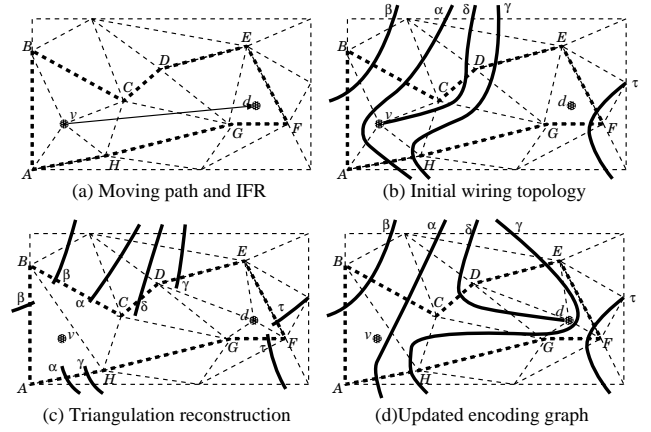 β α δ γ
B D E
C
v d
G F
τ
A H
(a) Moving path and IFR
B D E
C
v d
G F
A H
(b) Initial wiring topology
β
B β D E
α C δ γ
d τ
v G τ F
α γ H
A
(c) Triangulation reconstruction
β α δ γ
B D E
C
d τ
v G F
A H
(d)Updated encoding graph